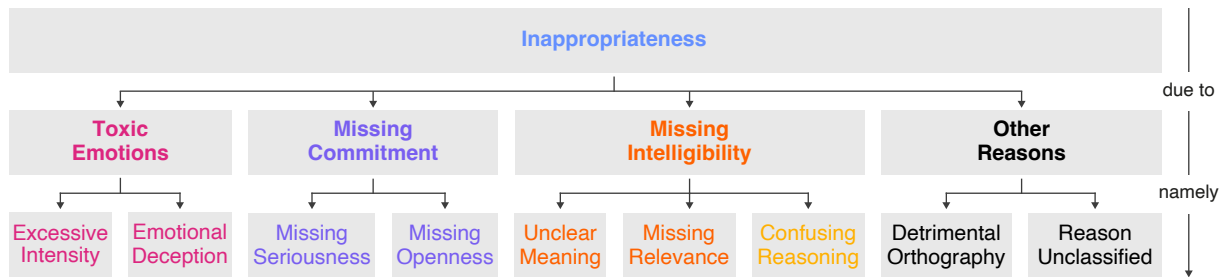 Inappropriateness
due to
Toxic
Emotions
Missing
Commitment
Missing
Intelligibility
Other
Reasons
namely
Excessive
Intensity
Emotional
Deception
Missing
Seriousness
Missing
Openness
Unclear
Meaning
Missing
Relevance
Confusing
Reasoning
Detrimental
Orthography
Reason
Unclassified